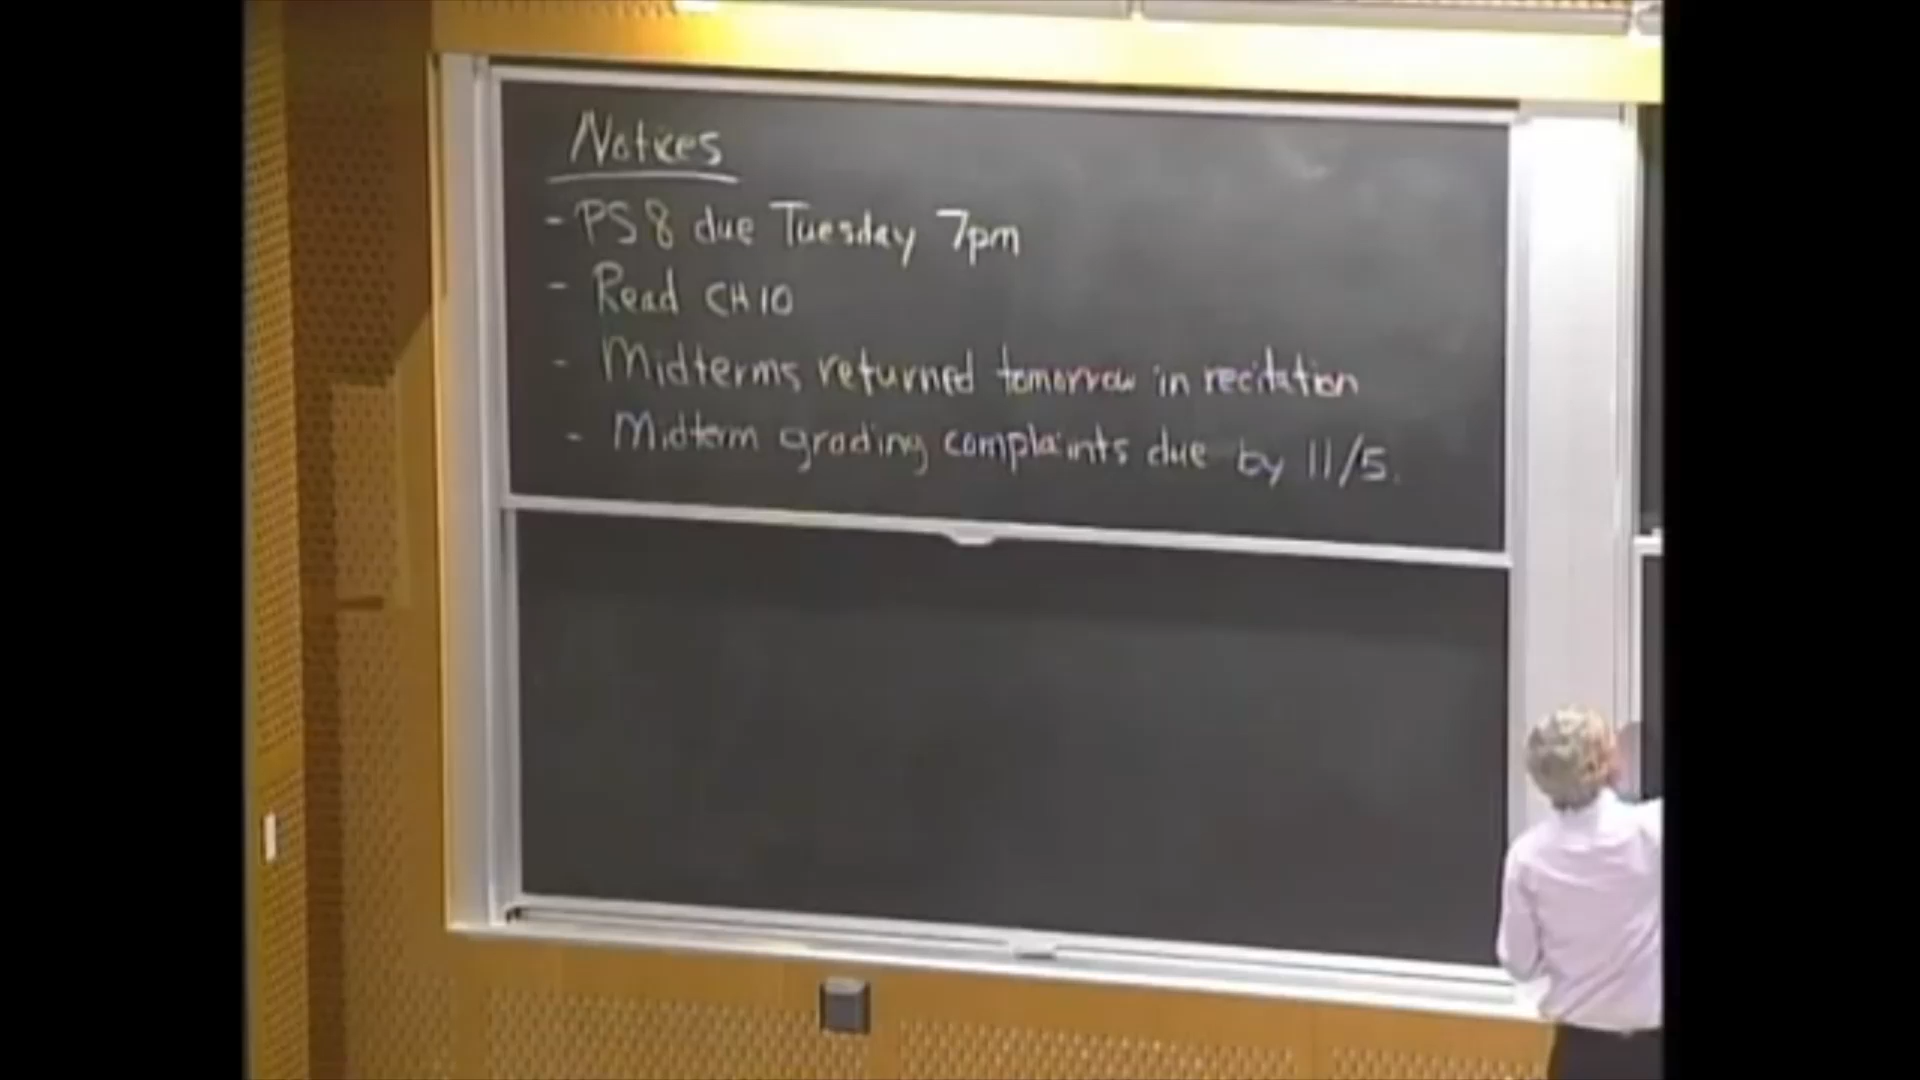 Notices
- PS 8 due Tuesday 7pm
- Read CH 10
- Midterms returned tomorrow in recitation
- Midterm grading complaints due by 11/5.